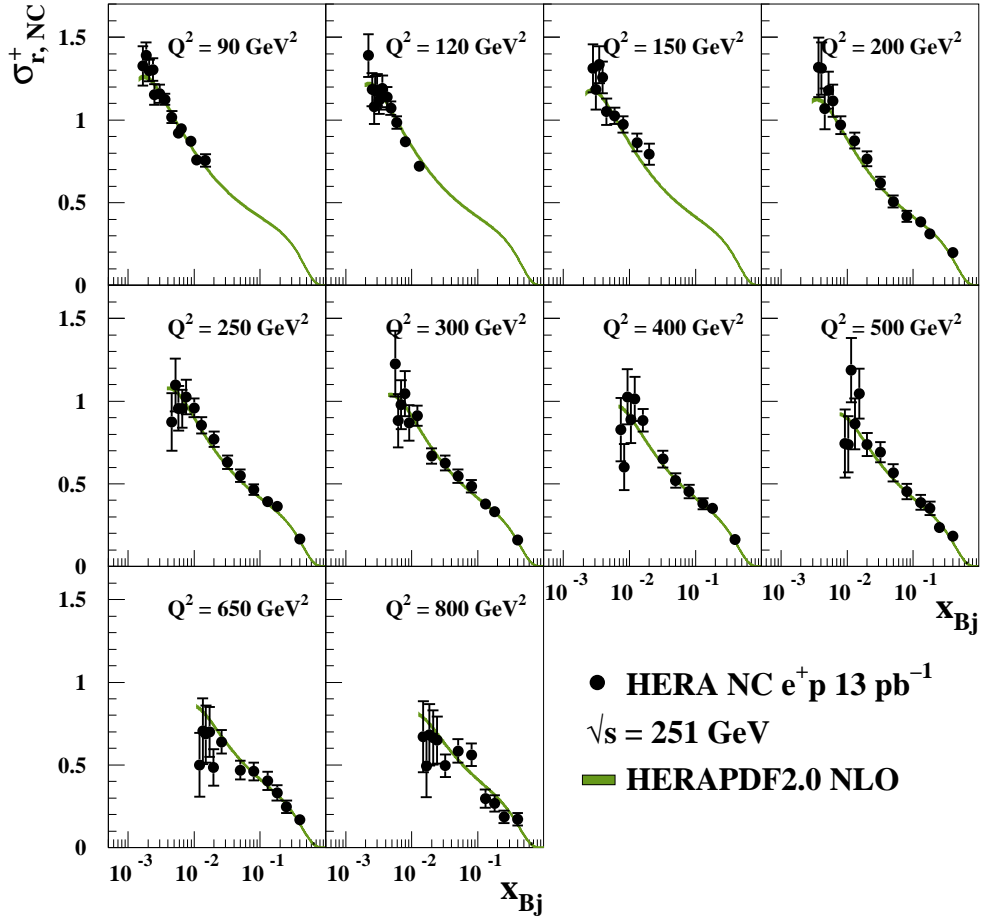 σ⁺r, NC
Q² = 90 GeV²
Q² = 120 GeV²
Q² = 150 GeV²
Q² = 200 GeV²
1.5
1
0.5
0
Q² = 250 GeV²
Q² = 300 GeV²
Q² = 400 GeV²
Q² = 500 GeV²
1.5
1
0.5
0
10⁻³ 10⁻² 10⁻¹
10⁻³ 10⁻² 10⁻¹
xBj
Q² = 650 GeV²
Q² = 800 GeV²
1.5
1
0.5
0
10⁻³ 10⁻² 10⁻¹
10⁻³ 10⁻² 10⁻¹
xBj
HERA NC e⁺p 13 pb⁻¹
√s = 251 GeV
HERAPDF2.0 NLO